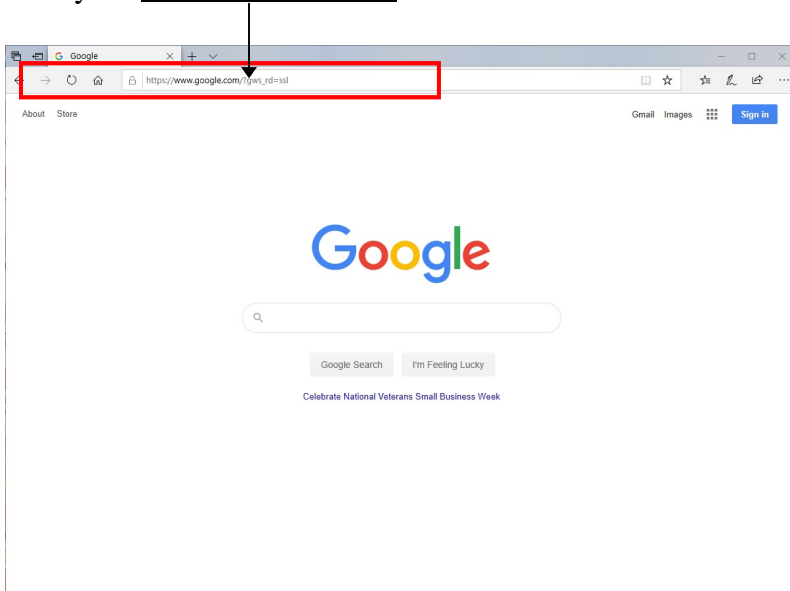 Google
https://www.google.com/?gws_rd=ssl
About Store
Gmail Images Sign in
Google
Google Search I'm Feeling Lucky
Celebrate National Veterans Small Business Week